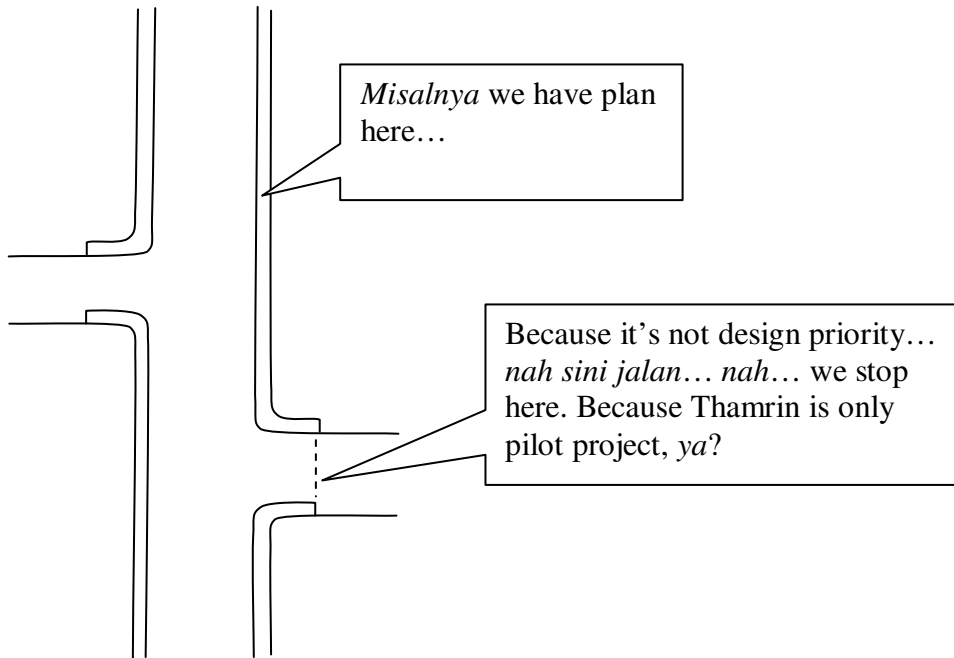 Misalnya we have plan
here…
Because it's not design priority…
nah sini jalan… nah… we stop
here. Because Thamrin is only
pilot project, ya?